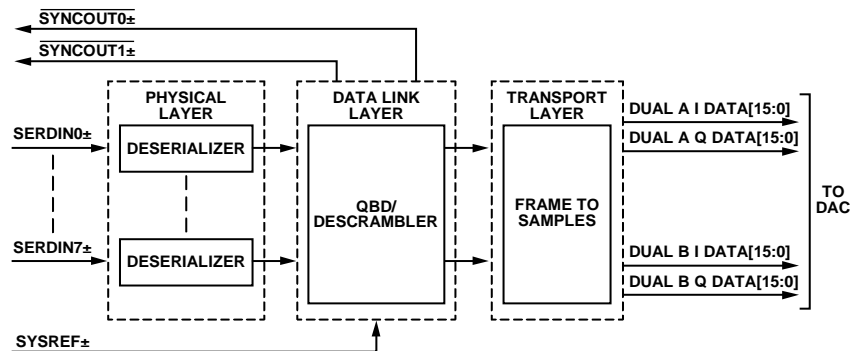 SYNCOUT0±
SYNCOUT1±
PHYSICAL
LAYER
DATA LINK
LAYER
TRANSPORT
LAYER
SERDIN0±
DESERIALIZER
DUAL A I DATA[15:0]
DUAL A Q DATA[15:0]
QBD/
DESCRAMBLER
FRAME TO
SAMPLES
TO
DAC
SERDIN7±
DESERIALIZER
DUAL B I DATA[15:0]
DUAL B Q DATA[15:0]
SYSREF±